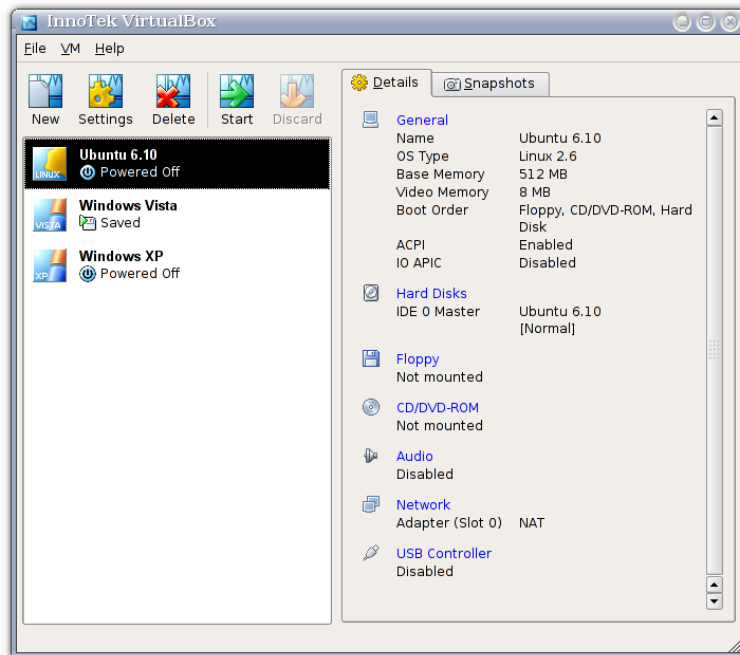 InnoTek VirtualBox
File VM Help
New Settings Delete Start Discard
Ubuntu 6.10
Powered Off
LINUX
Windows Vista
Saved
VISTA
Windows XP
Powered Off
XP
Details Snapshots
General
Name Ubuntu 6.10
OS Type Linux 2.6
Base Memory 512 MB
Video Memory 8 MB
Boot Order Floppy, CD/DVD-ROM, Hard
Disk
ACPI Enabled
IO APIC Disabled
Hard Disks
IDE 0 Master Ubuntu 6.10
[Normal]
Floppy
Not mounted
CD/DVD-ROM
Not mounted
Audio
Disabled
Network
Adapter (Slot 0) NAT
USB Controller
Disabled